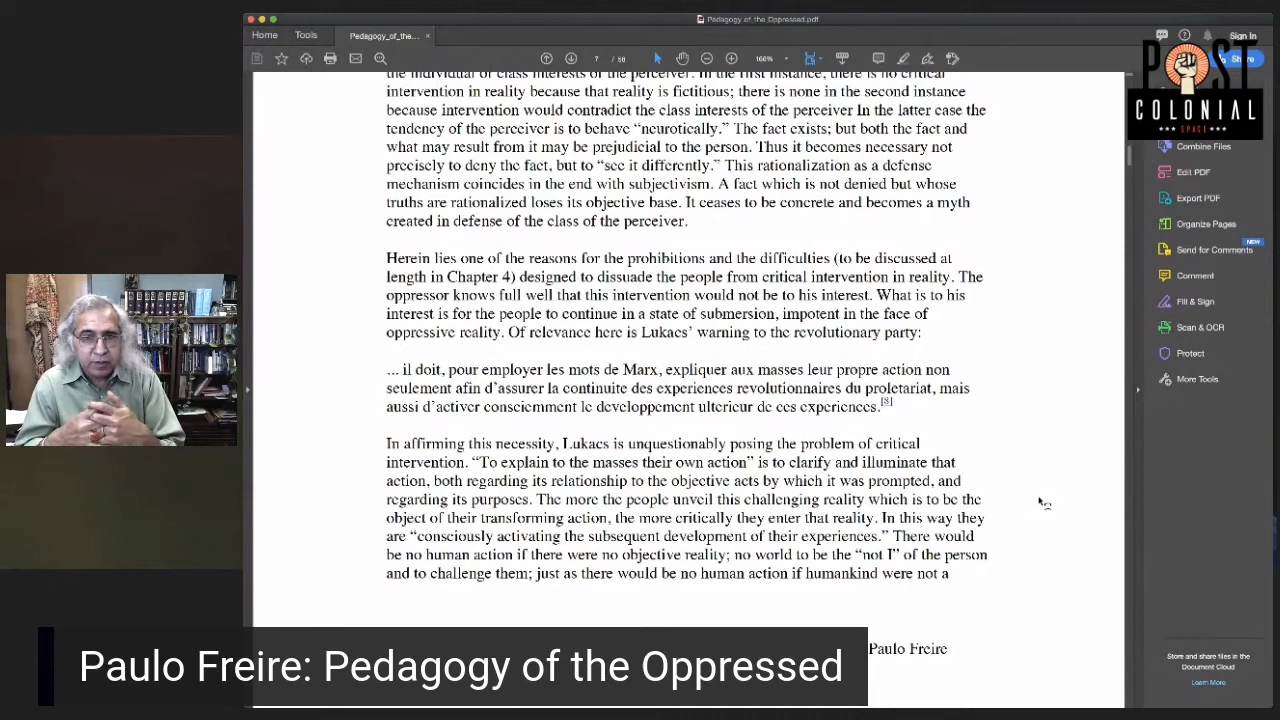 Pedagogy_of_the_Oppressed.pdf
Home
Tools
Pedagogy_of_the... ×
Sign In
7 / 50
166%
Share
POST
COLONIAL
SPACE
the individual or class interests of the perceiver. In the first instance, there is no critical
intervention in reality because that reality is fictitious; there is none in the second instance
because intervention would contradict the class interests of the perceiver In the latter case the
tendency of the perceiver is to behave “neurotically.” The fact exists; but both the fact and
what may result from it may be prejudicial to the person. Thus it becomes necessary not
precisely to deny the fact, but to “see it differently.” This rationalization as a defense
mechanism coincides in the end with subjectivism. A fact which is not denied but whose
truths are rationalized loses its objective base. It ceases to be concrete and becomes a myth
created in defense of the class of the perceiver.
Herein lies one of the reasons for the prohibitions and the difficulties (to be discussed at
length in Chapter 4) designed to dissuade the people from critical intervention in reality. The
oppressor knows full well that this intervention would not be to his interest. What is to his
interest is for the people to continue in a state of submersion, impotent in the face of
oppressive reality. Of relevance here is Lukacs’ warning to the revolutionary party:
... il doit, pour employer les mots de Marx, expliquer aux masses leur propre action non
seulement afin d’assurer la continuite des experiences revolutionnaires du proletariat, mais
aussi d’activer consciemment le developpement ulterieur de ces experiences.[8]
In affirming this necessity, Lukacs is unquestionably posing the problem of critical
intervention. “To explain to the masses their own action” is to clarify and illuminate that
action, both regarding its relationship to the objective acts by which it was prompted, and
regarding its purposes. The more the people unveil this challenging reality which is to be the
object of their transforming action, the more critically they enter that reality. In this way they
are “consciously activating the subsequent development of their experiences.” There would
be no human action if there were no objective reality; no world to be the “not I” of the person
and to challenge them; just as there would be no human action if humankind were not a
Paulo Freire
Combine Files
Edit PDF
Export PDF
Organize Pages
NEW
Send for Comments
Comment
Fill & Sign
Scan & OCR
Protect
More Tools
Store and share files in the
Document Cloud
Learn More
Paulo Freire: Pedagogy of the Oppressed